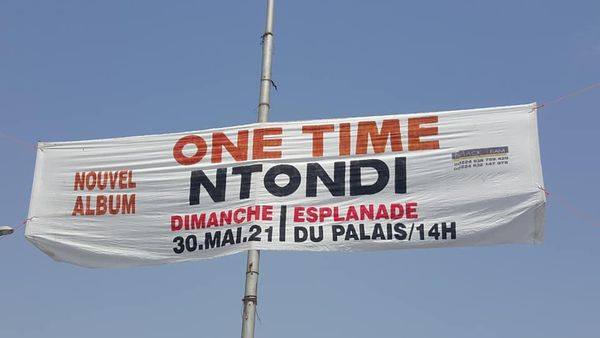 ONE TIME
NTONDI
NOUVEL
ALBUM
DIMANCHE
30.MAI.21
ESPLANADE
DU PALAIS/14H